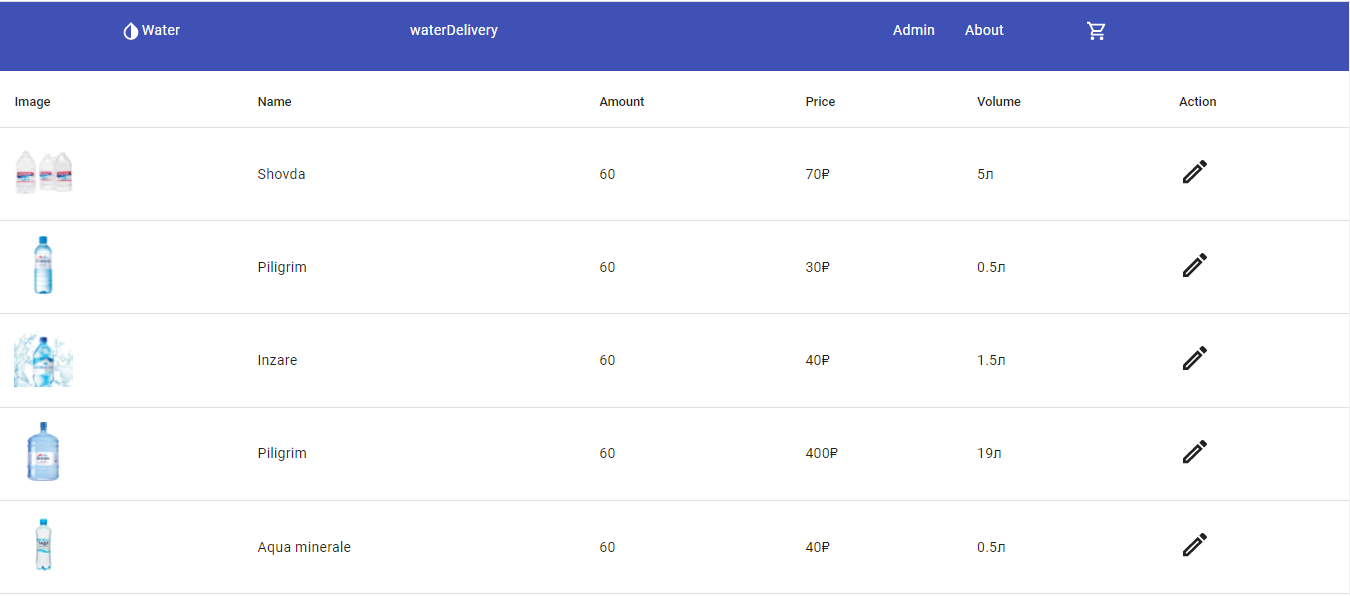 Water waterDelivery Admin About
Image Name Amount Price Volume Action
Shovda 60 70₽ 5л
Piligrim 60 30₽ 0.5л
Inzare 60 40₽ 1.5л
Piligrim 60 400₽ 19л
Aqua minerale 60 40₽ 0.5л